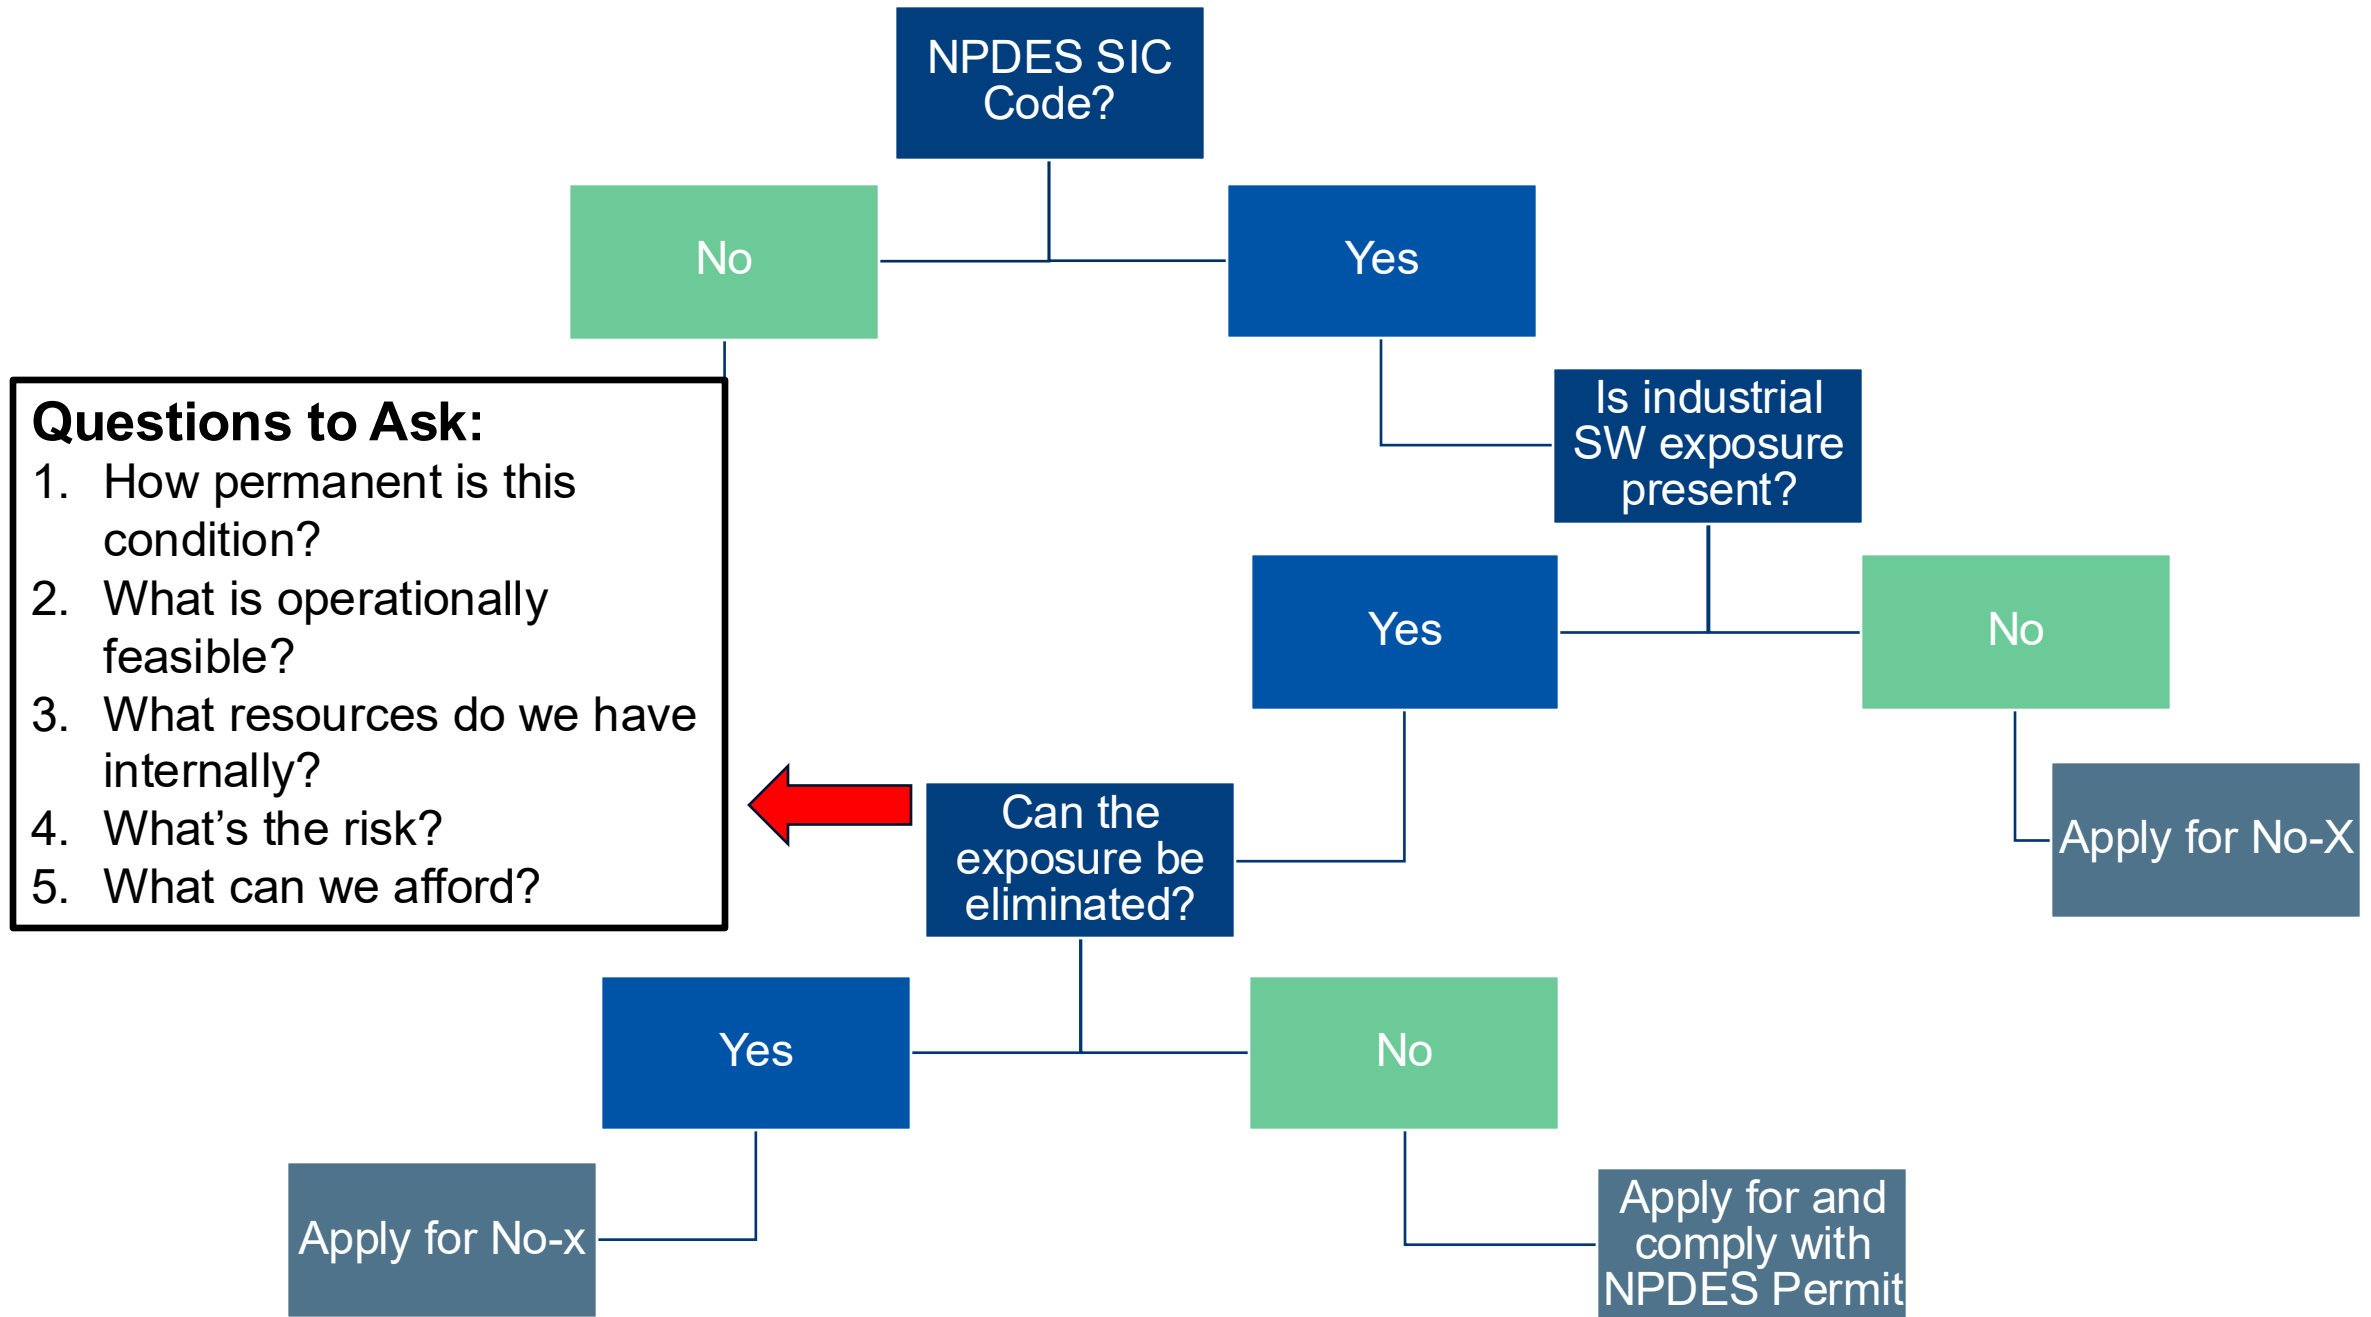 NPDES SIC
Code?
No
Yes
Is industrial
SW exposure
present?
Questions to Ask:
1. How permanent is this
condition?
2. What is operationally
feasible?
3. What resources do we have
internally?
4. What’s the risk?
5. What can we afford?
Yes
No
Can the
exposure be
eliminated?
Apply for No-X
Yes
No
Apply for No-x
Apply for and
comply with
NPDES Permit